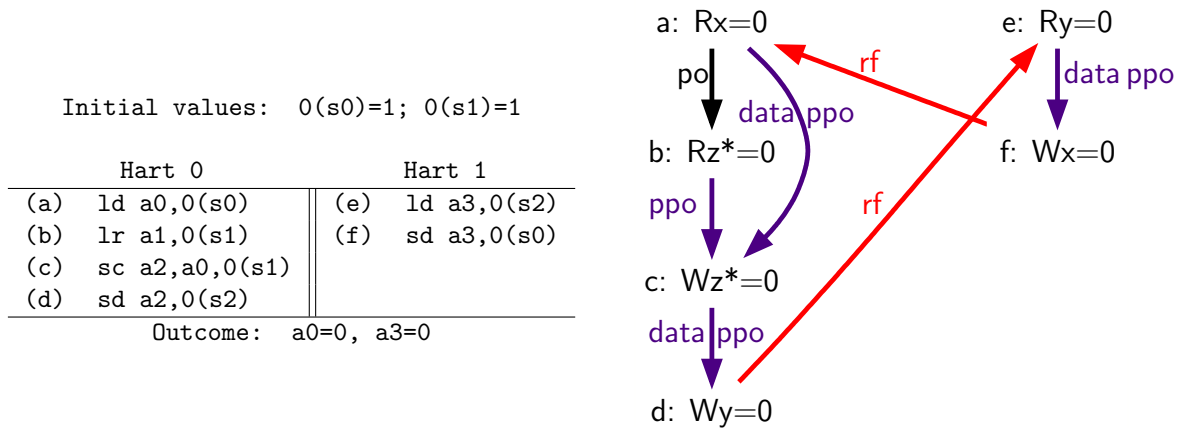 Initial values: 0(s0)=1; 0(s1)=1
Hart 0 Hart 1
(a) ld a0,0(s0) (e) ld a3,0(s2)
(b) lr a1,0(s1) (f) sd a3,0(s0)
(c) sc a2,a0,0(s1)
(d) sd a2,0(s2)
Outcome: a0=0, a3=0
a: Rx=0
e: Ry=0
rf
po
data ppo
data ppo
b: Rz*=0
f: Wx=0
ppo
rf
c: Wz*=0
data ppo
d: Wy=0